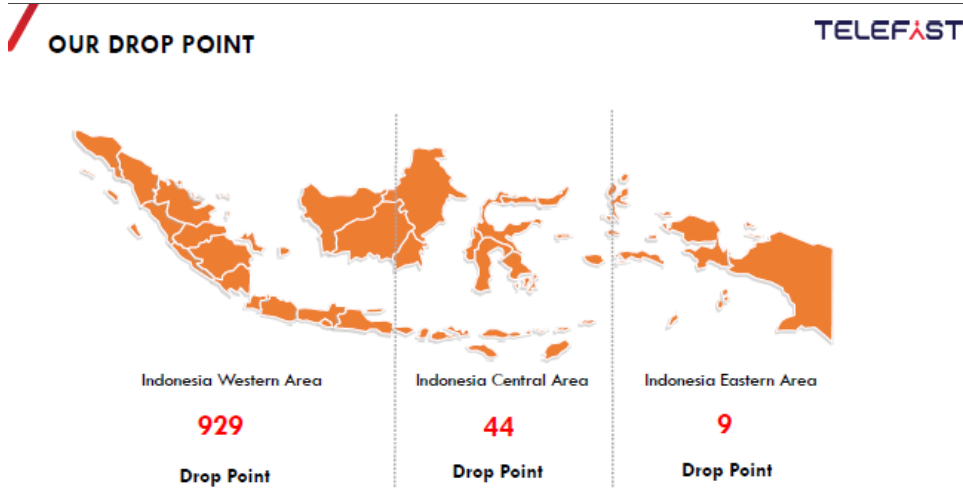 OUR DROP POINT
TELEFAST
Indonesia Western Area
929
Drop Point
Indonesia Central Area
44
Drop Point
Indonesia Eastern Area
9
Drop Point